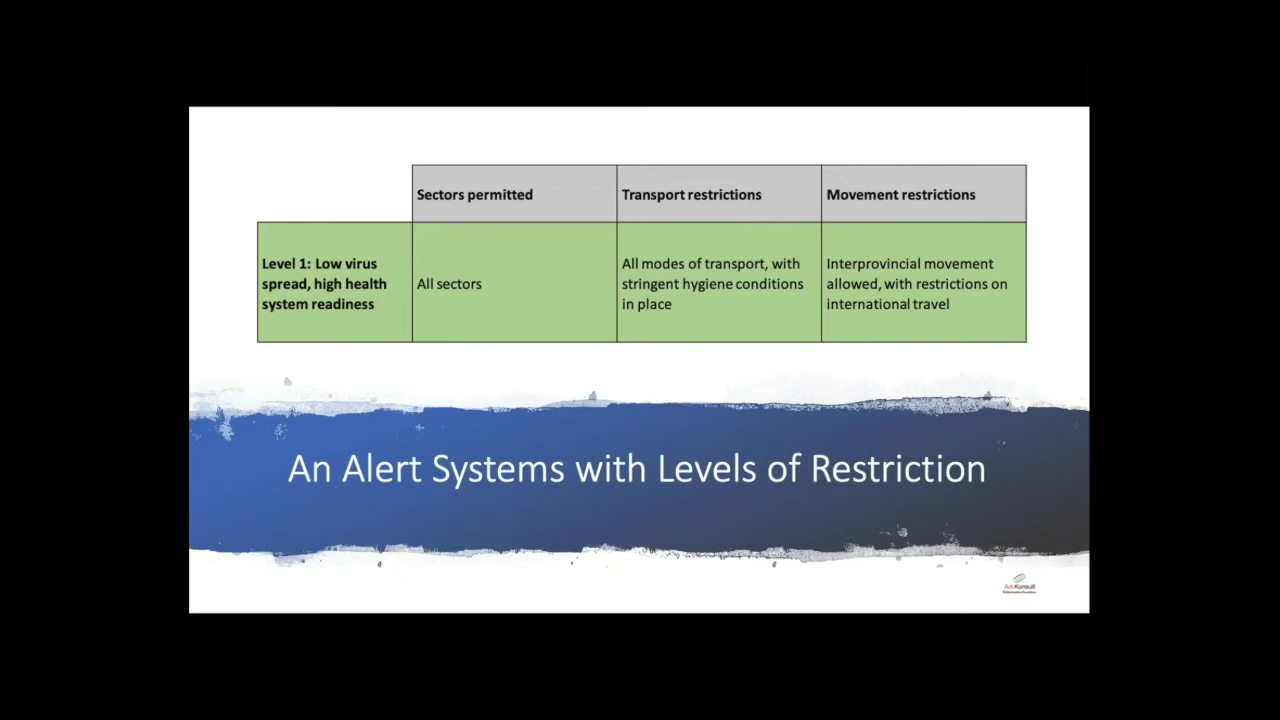 Sectors permitted
Transport restrictions
Movement restrictions
Level 1: Low virus
spread, high health
system readiness
All sectors
All modes of transport, with
stringent hygiene conditions
in place
Interprovincial movement
allowed, with restrictions on
international travel
An Alert Systems with Levels of Restriction
ArkKonsult